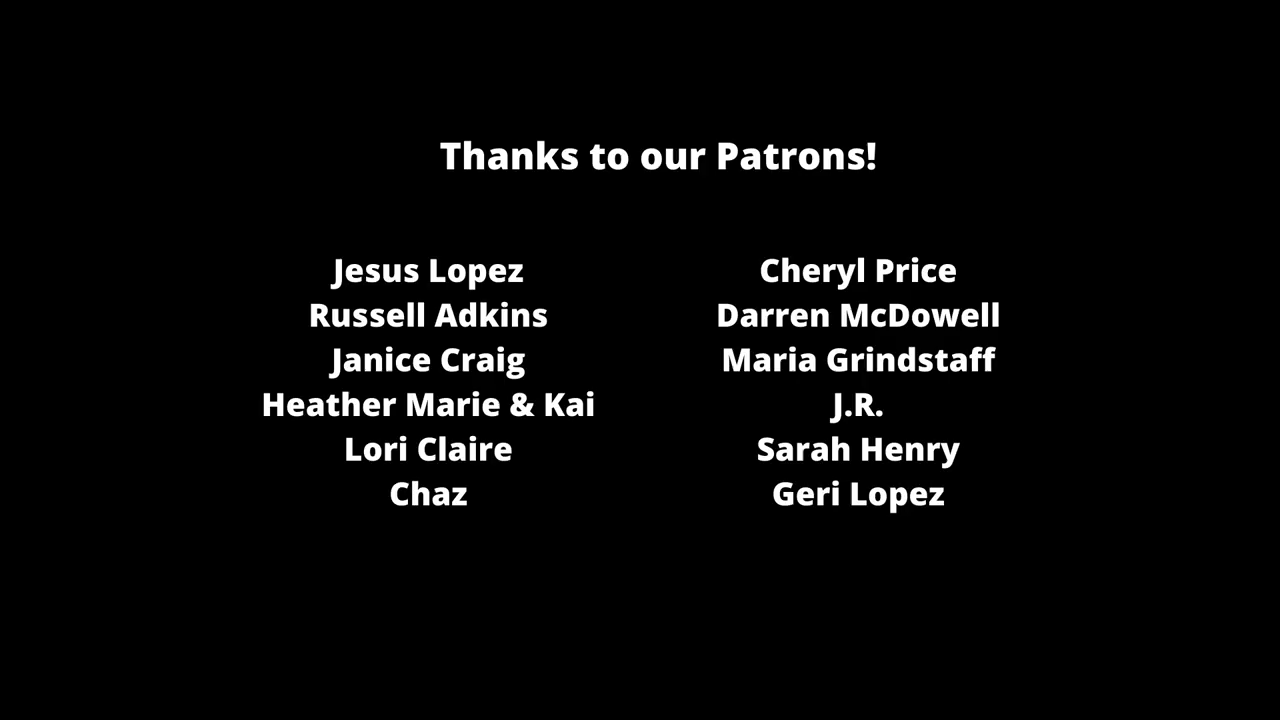 Thanks to our Patrons!
Jesus Lopez
Russell Adkins
Janice Craig
Heather Marie & Kai
Lori Claire
Chaz
Cheryl Price
Darren McDowell
Maria Grindstaff
J.R.
Sarah Henry
Geri Lopez